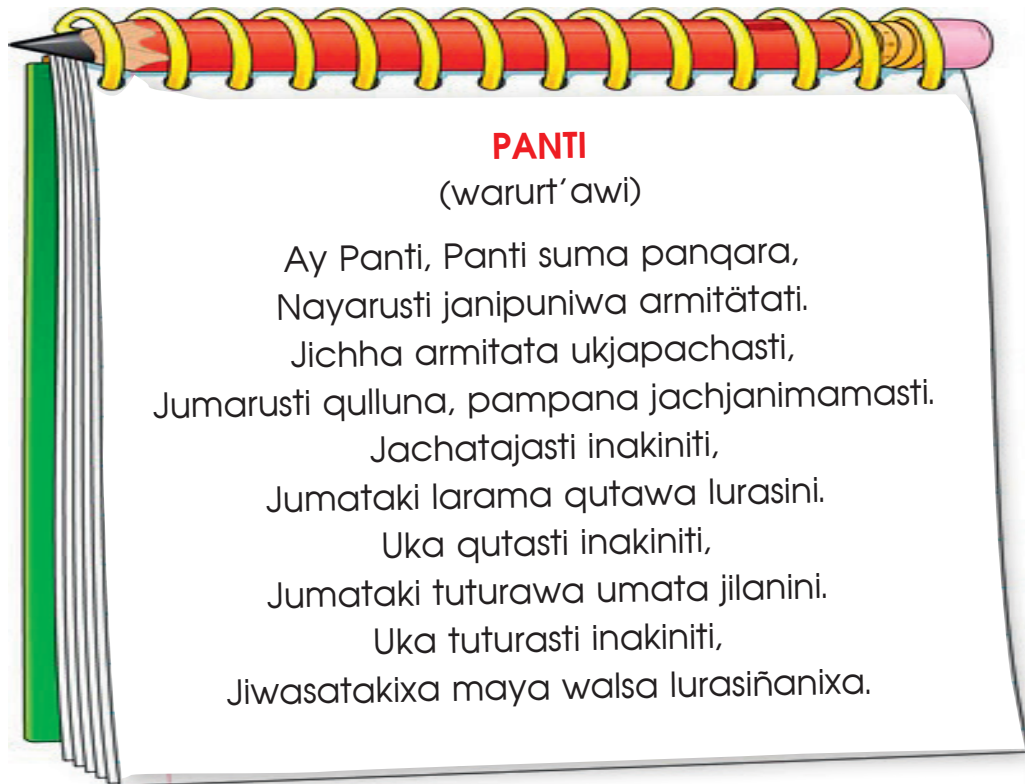 PANTI
(warurt’awi)
Ay Panti, Panti suma panqara,
Nayarusti janipuniwa armitätati.
Jichha armitata ukjapachasti,
Jumarusti qulluna, pampana jachjanimamasti.
Jachatajasti inakiniti,
Jumataki larama qutawa lurasini.
Uka qutasti inakiniti,
Jumataki tuturawa umata jilanini.
Uka tuturasti inakiniti,
Jiwasatakixa maya walsa lurasiñanixa.